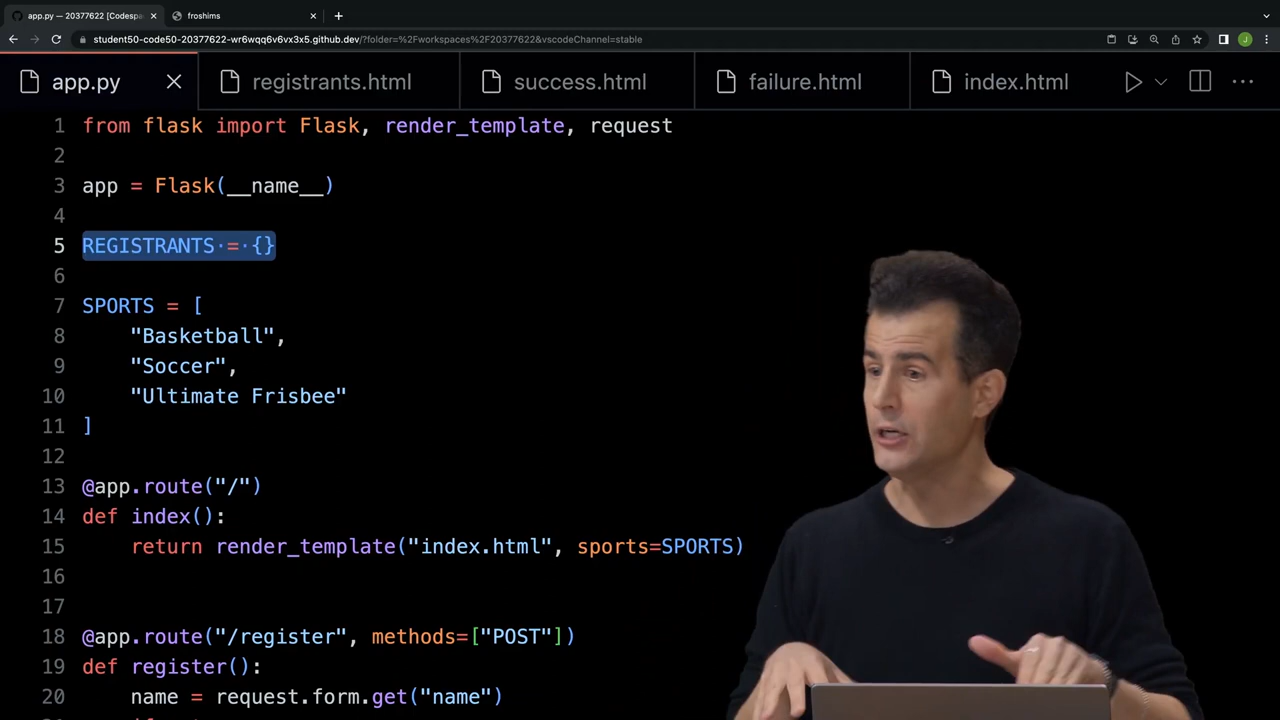 app.py — 20377622 [Codespa
froshims
student50-code50-20377622-wr6wqq6v6vx3x5.github.dev/?folder=%2Fworkspaces%2F20377622&vscodeChannel=stable
J
app.py
registrants.html
success.html
failure.html
index.html
1 from flask import Flask, render_template, request
2
3 app = Flask(__name__)
4
5 REGISTRANTS = {}
6
7 SPORTS = [
8 "Basketball",
9 "Soccer",
10 "Ultimate Frisbee"
11 ]
12
13 @app.route("/")
14 def index():
15 return render_template("index.html", sports=SPORTS)
16
17
18 @app.route("/register", methods=["POST"])
19 def register():
20 name = request.form.get("name")